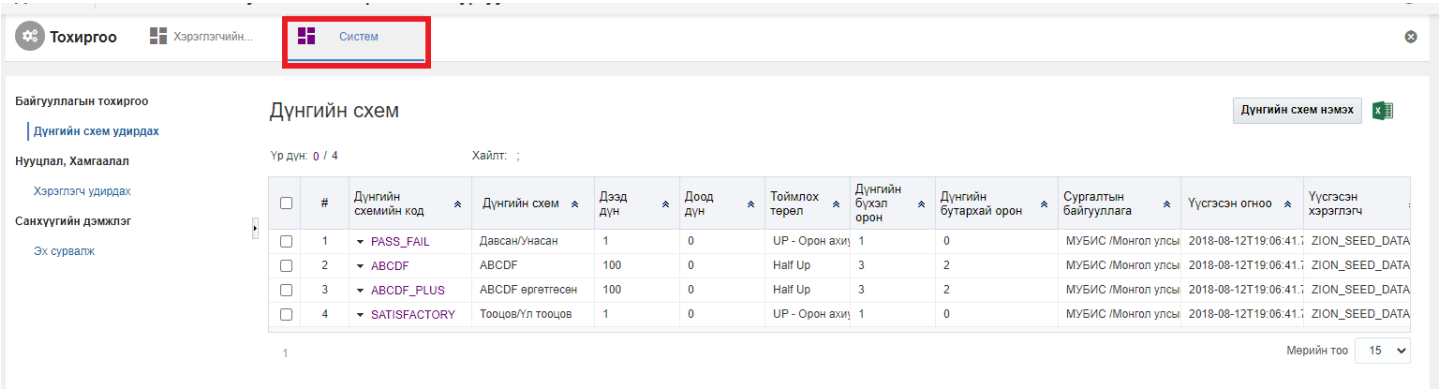 Тохиргоо Хэрэглэгчийн... Систем
Байгууллагын тохиргоо
Дүнгийн схем удирдах
Нууцлал, Хамгаалал
Хэрэглэгч удирдах
Санхүүгийн дэмжлэг
Эх сурвалж
Дүнгийн схем
Дүнгийн схем нэмэх
Үр дүн: 0 / 4 Хайлт: ;
# Дүнгийн схемийн код Дүнгийн схем Дээд дүн Доод дүн Тоймлох төрөл Дүнгийн бүхэл орон Дүнгийн бутархай орон Сургалтын байгууллага Үүсгэсэн огноо Үүсгэсэн хэрэглэгч
1 PASS_FAIL Давсан/Унасан 1 0 UP - Орон ахиу 1 0 МУБИС /Монгол улсы 2018-08-12T19:06:41.7 ZION_SEED_DATA
2 ABCDF ABCDF 100 0 Half Up 3 2 МУБИС /Монгол улсы 2018-08-12T19:06:41.7 ZION_SEED_DATA
3 ABCDF_PLUS ABCDF өргөтгөсөн 100 0 Half Up 3 2 МУБИС /Монгол улсы 2018-08-12T19:06:41.7 ZION_SEED_DATA
4 SATISFACTORY Тооцов/Үл тооцов 1 0 UP - Орон ахиу 1 0 МУБИС /Монгол улсы 2018-08-12T19:06:41.7 ZION_SEED_DATA
1
Мөрийн тоо 15